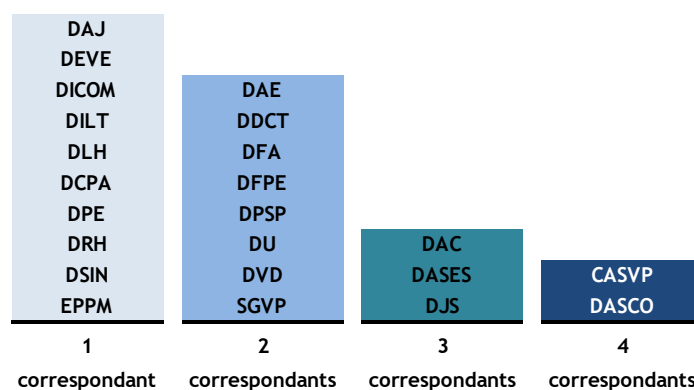 DAJ
DEVE
DICOM
DILT
DLH
DCPA
DPE
DRH
DSIN
EPPM
1
correspondant
DAE
DDCT
DFA
DFPE
DPSP
DU
DVD
SGVP
2
correspondants
DAC
DASES
DJS
3
correspondants
CASVP
DASCO
4
correspondants